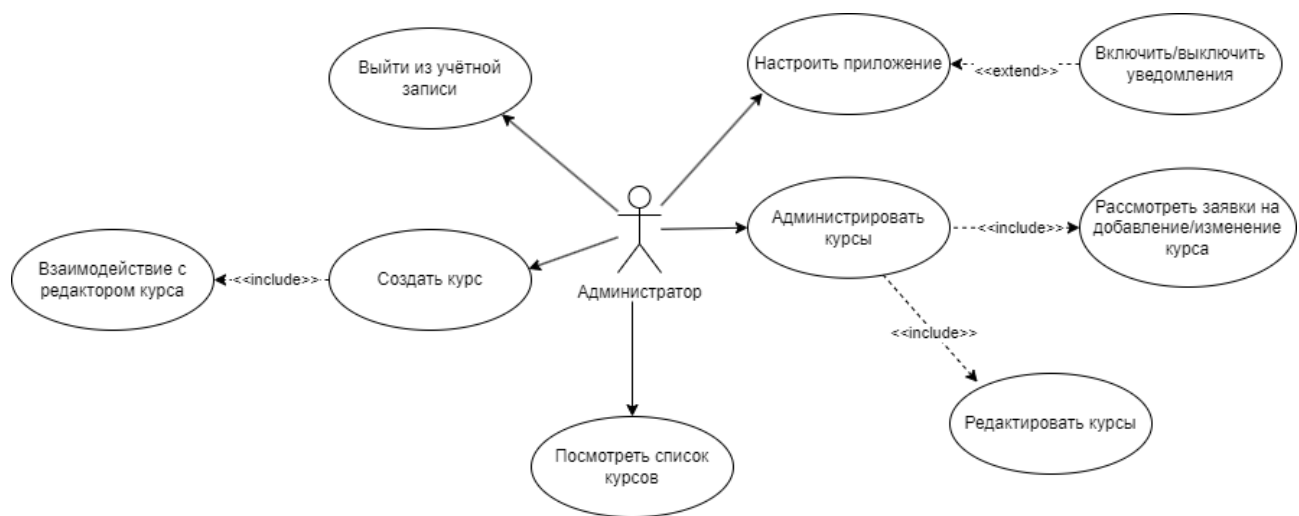 Выйти из учётной
записи
Настроить приложение
<<extend>>
Включить/выключить
уведомления
Администрировать
курсы
<<include>>
Рассмотреть заявки на
добавление/изменение
курса
Взаимодействие с
редактором курса
<<include>>
Создать курс
Администратор
<<include>>
Редактировать курсы
Посмотреть список
курсов